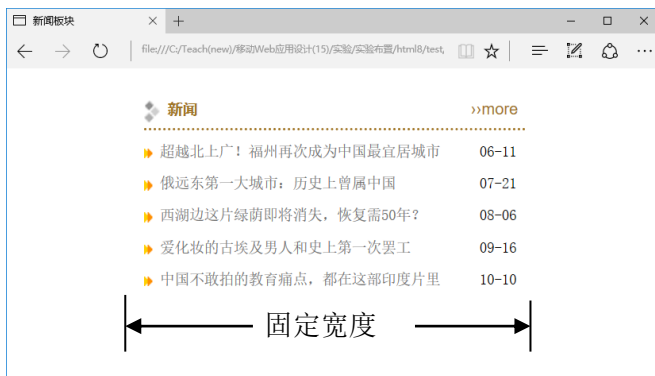 新闻板块
file:///C:/Teach(new)/移动Web应用设计(15)/实验/实验布置/html8/test,
新闻 ››more
超越北上广！福州再次成为中国最宜居城市 06-11
俄远东第一大城市：历史上曾属中国 07-21
西湖边这片绿荫即将消失，恢复需50年？ 08-06
爱化妆的古埃及男人和史上第一次罢工 09-16
中国不敢拍的教育痛点，都在这部印度片里 10-10
固定宽度